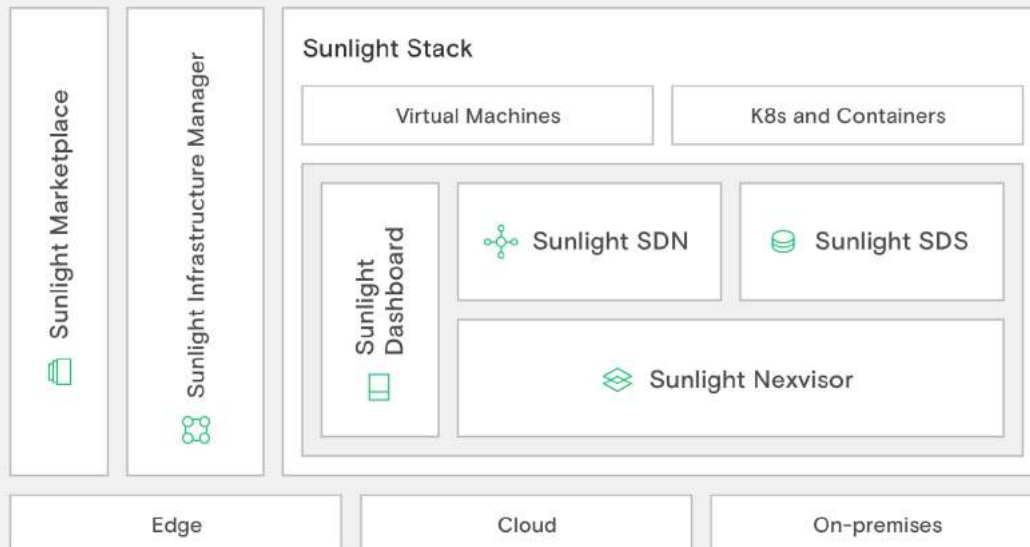 Sunlight Marketplace
Sunlight Infrastructure Manager
Sunlight Stack
Virtual Machines
K8s and Containers
Sunlight
Dashboard
Sunlight SDN
Sunlight SDS
Sunlight Nexvisor
Edge
Cloud
On-premises